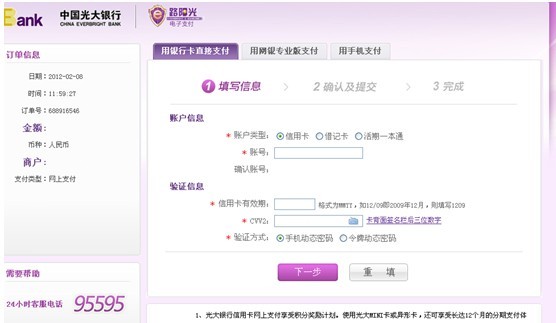 Bank 中国光大银行 CHINA EVERBRIGHT BANK 电子支付
用银行卡直接支付 用网银专业版支付 用手机支付
订单信息
日期：2012-02-08
时间：11:59:27
订单号：688916546
金额：
币种：人民币
商户：
支付类型：网上支付
1 填写信息 2 确认及提交 3 完成
账户信息
* 账户类型： 信用卡 借记卡 活期一本通
* 账号：
确认账号：
验证信息
* 信用卡有效期： 格式为MMYY，如12/09即2009年12月，则填写1209
* CVV2： 卡背面签名栏后三位数字
* 验证方式： 手机动态密码 令牌动态密码
下一步 重 填
需要帮助
24小时客服电话 95595
1、光大银行信用卡网上支付享受积分奖励计划。使用光大MINI卡或异形卡，还可享受长达12个月的分期支付体